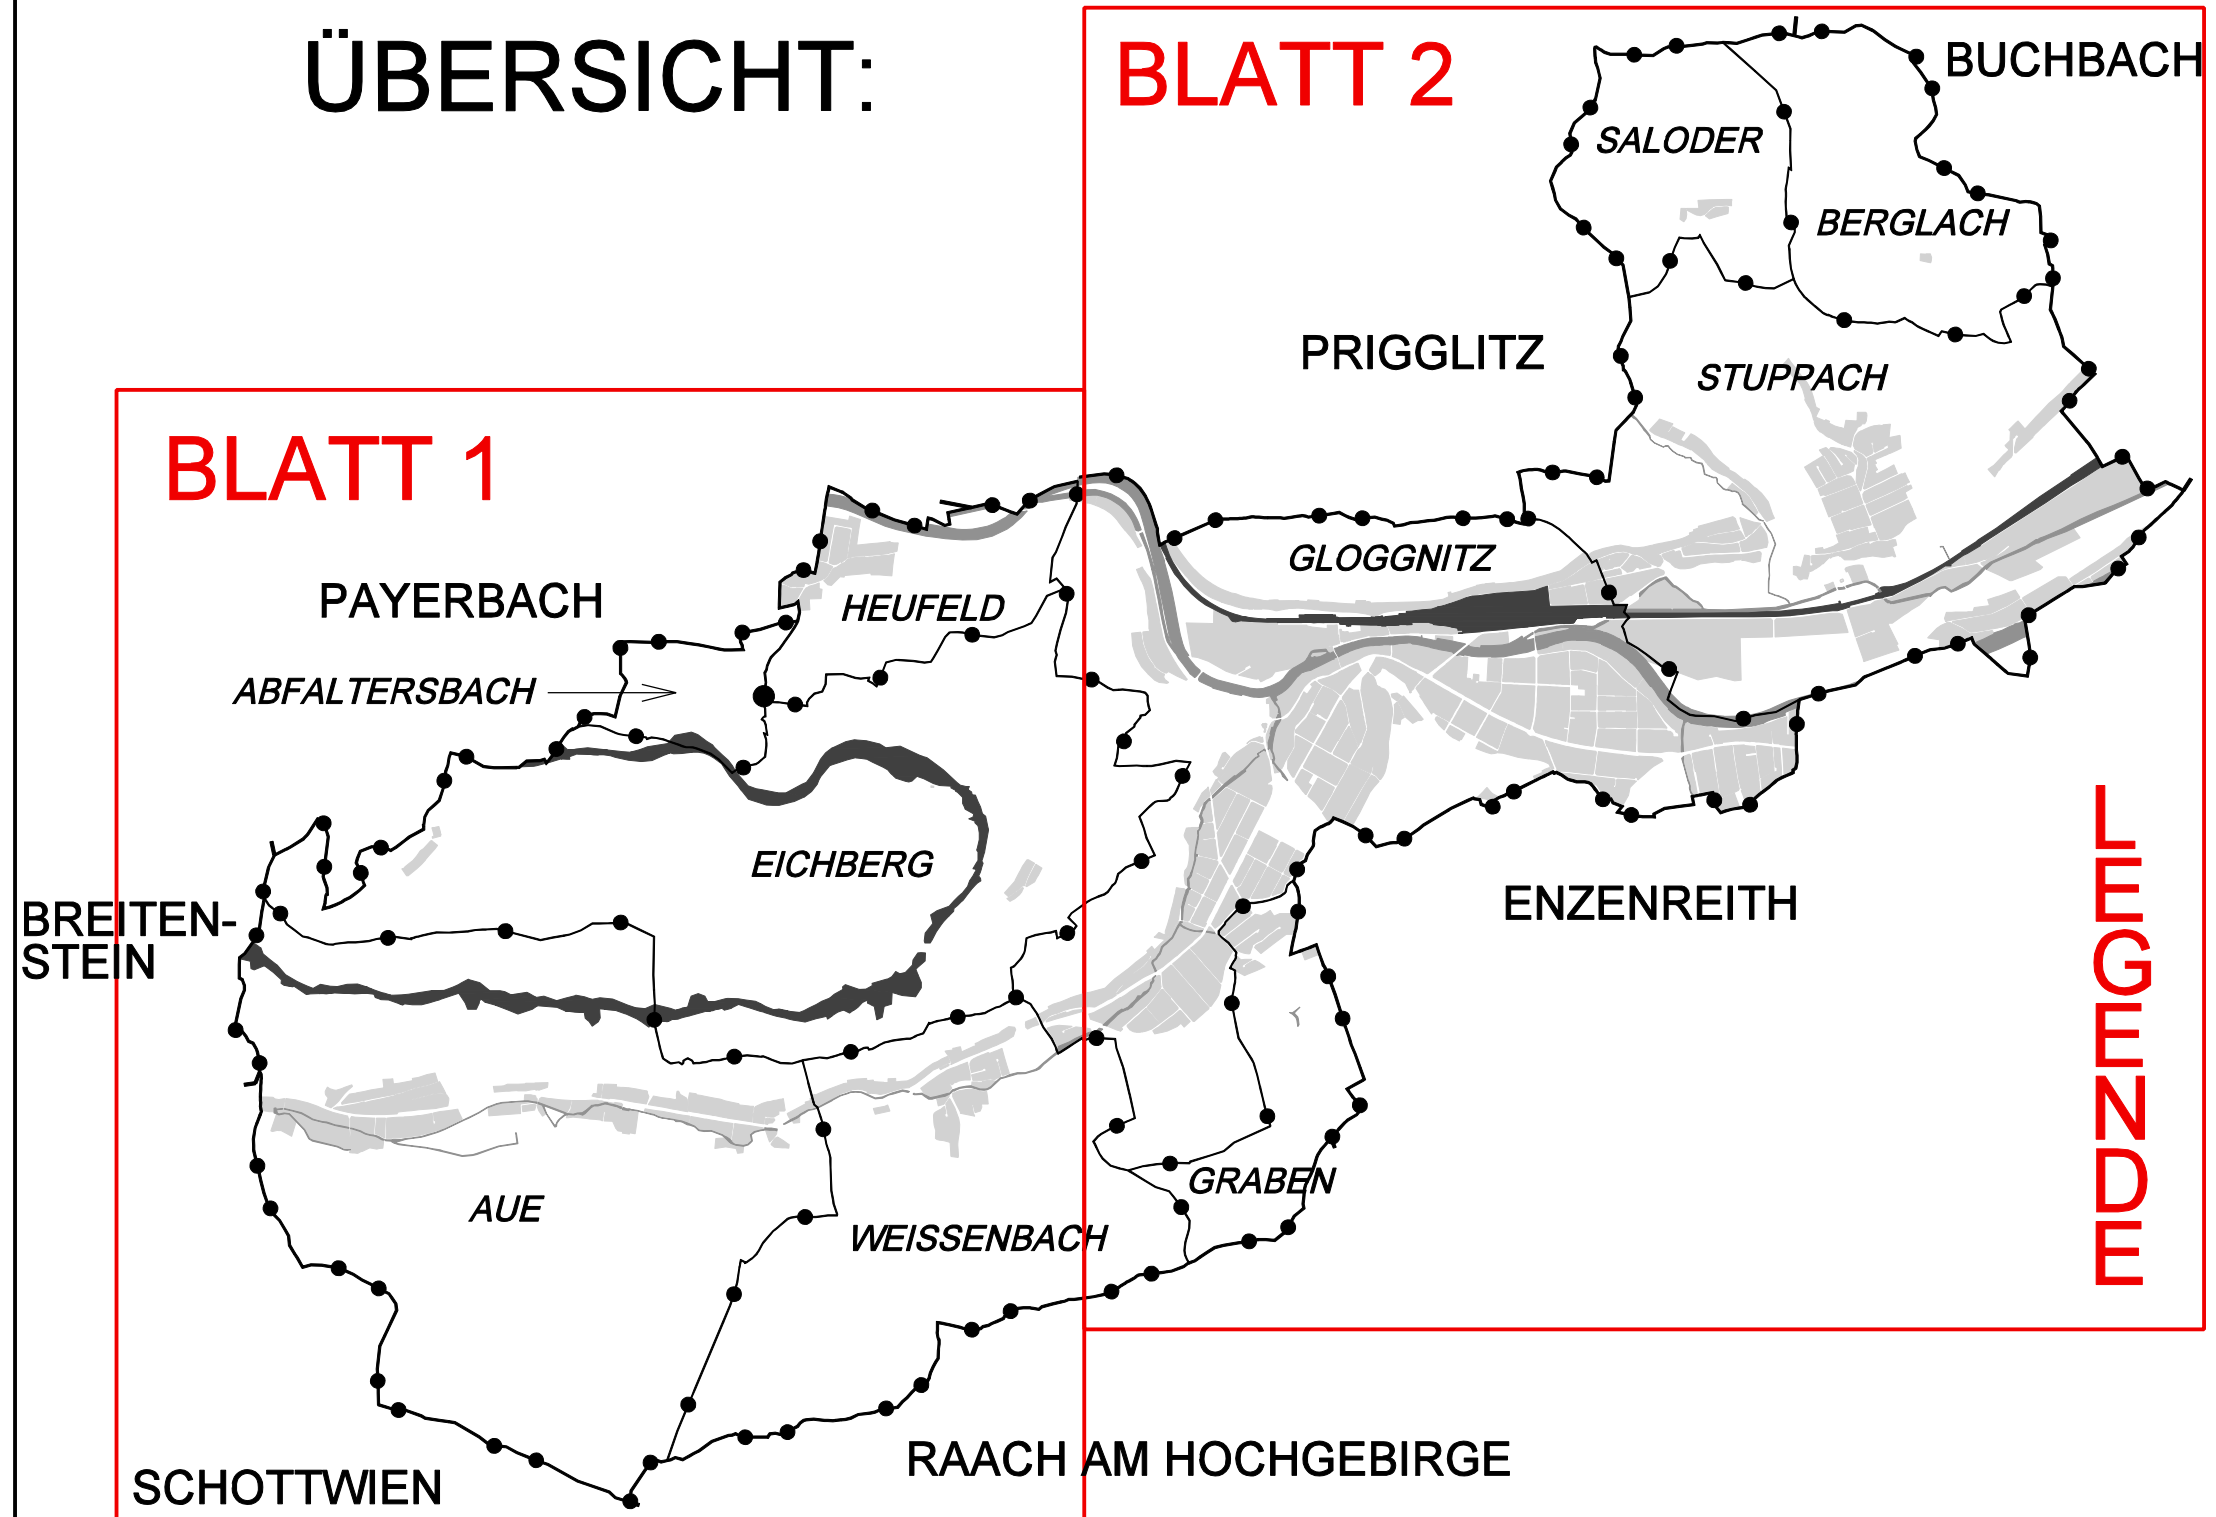 ÜBERSICHT:
BLATT 2
BUCHBACH
SALODER
BERGLACH
PRIGGLITZ
STUPPACH
BLATT 1
GLOGGNITZ
PAYERBACH
HEUFELD
ABFALTERSBACH
EICHBERG
BREITEN-
STEIN
ENZENREITH
LEGENDE
GRABEN
AUE
WEISSENBACH
RAACH AM HOCHGEBIRGE
SCHOTTWIEN